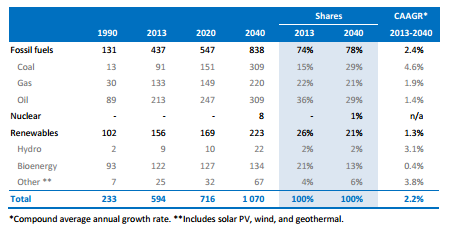 Shares CAAGR*
1990 2013 2020 2040 2013 2040 2013-2040
Fossil fuels 131 437 547 838 74% 78% 2.4%
Coal 13 91 151 309 15% 29% 4.6%
Gas 30 133 149 220 22% 21% 1.9%
Oil 89 213 247 309 36% 29% 1.4%
Nuclear - - - 8 - 1% n/a
Renewables 102 156 169 223 26% 21% 1.3%
Hydro 2 9 10 22 2% 2% 3.1%
Bioenergy 93 122 127 134 21% 13% 0.4%
Other ** 7 25 32 67 4% 6% 3.8%
Total 233 594 716 1 070 100% 100% 2.2%
*Compound average annual growth rate. **Includes solar PV, wind, and geothermal.